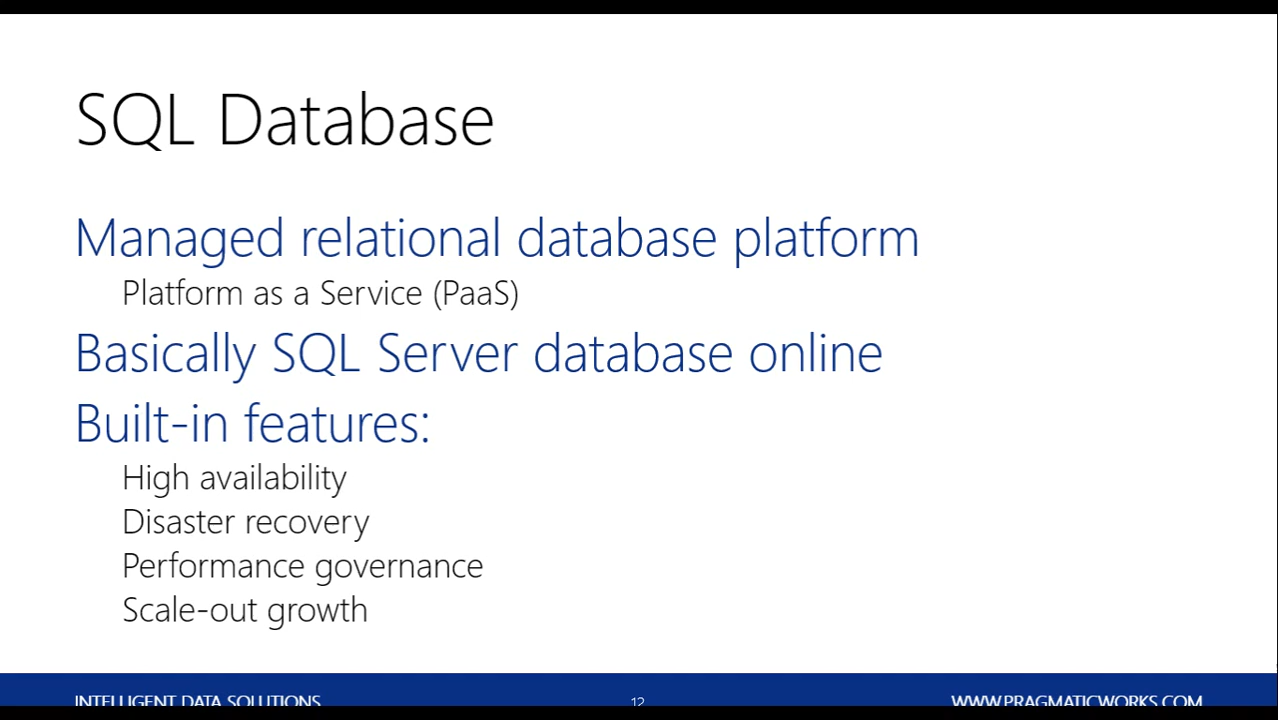 SQL Database
Managed relational database platform
Platform as a Service (PaaS)
Basically SQL Server database online
Built-in features:
High availability
Disaster recovery
Performance governance
Scale-out growth
INTELLIGENT DATA SOLUTIONS
12
WWW.PRAGMATICWORKS.COM